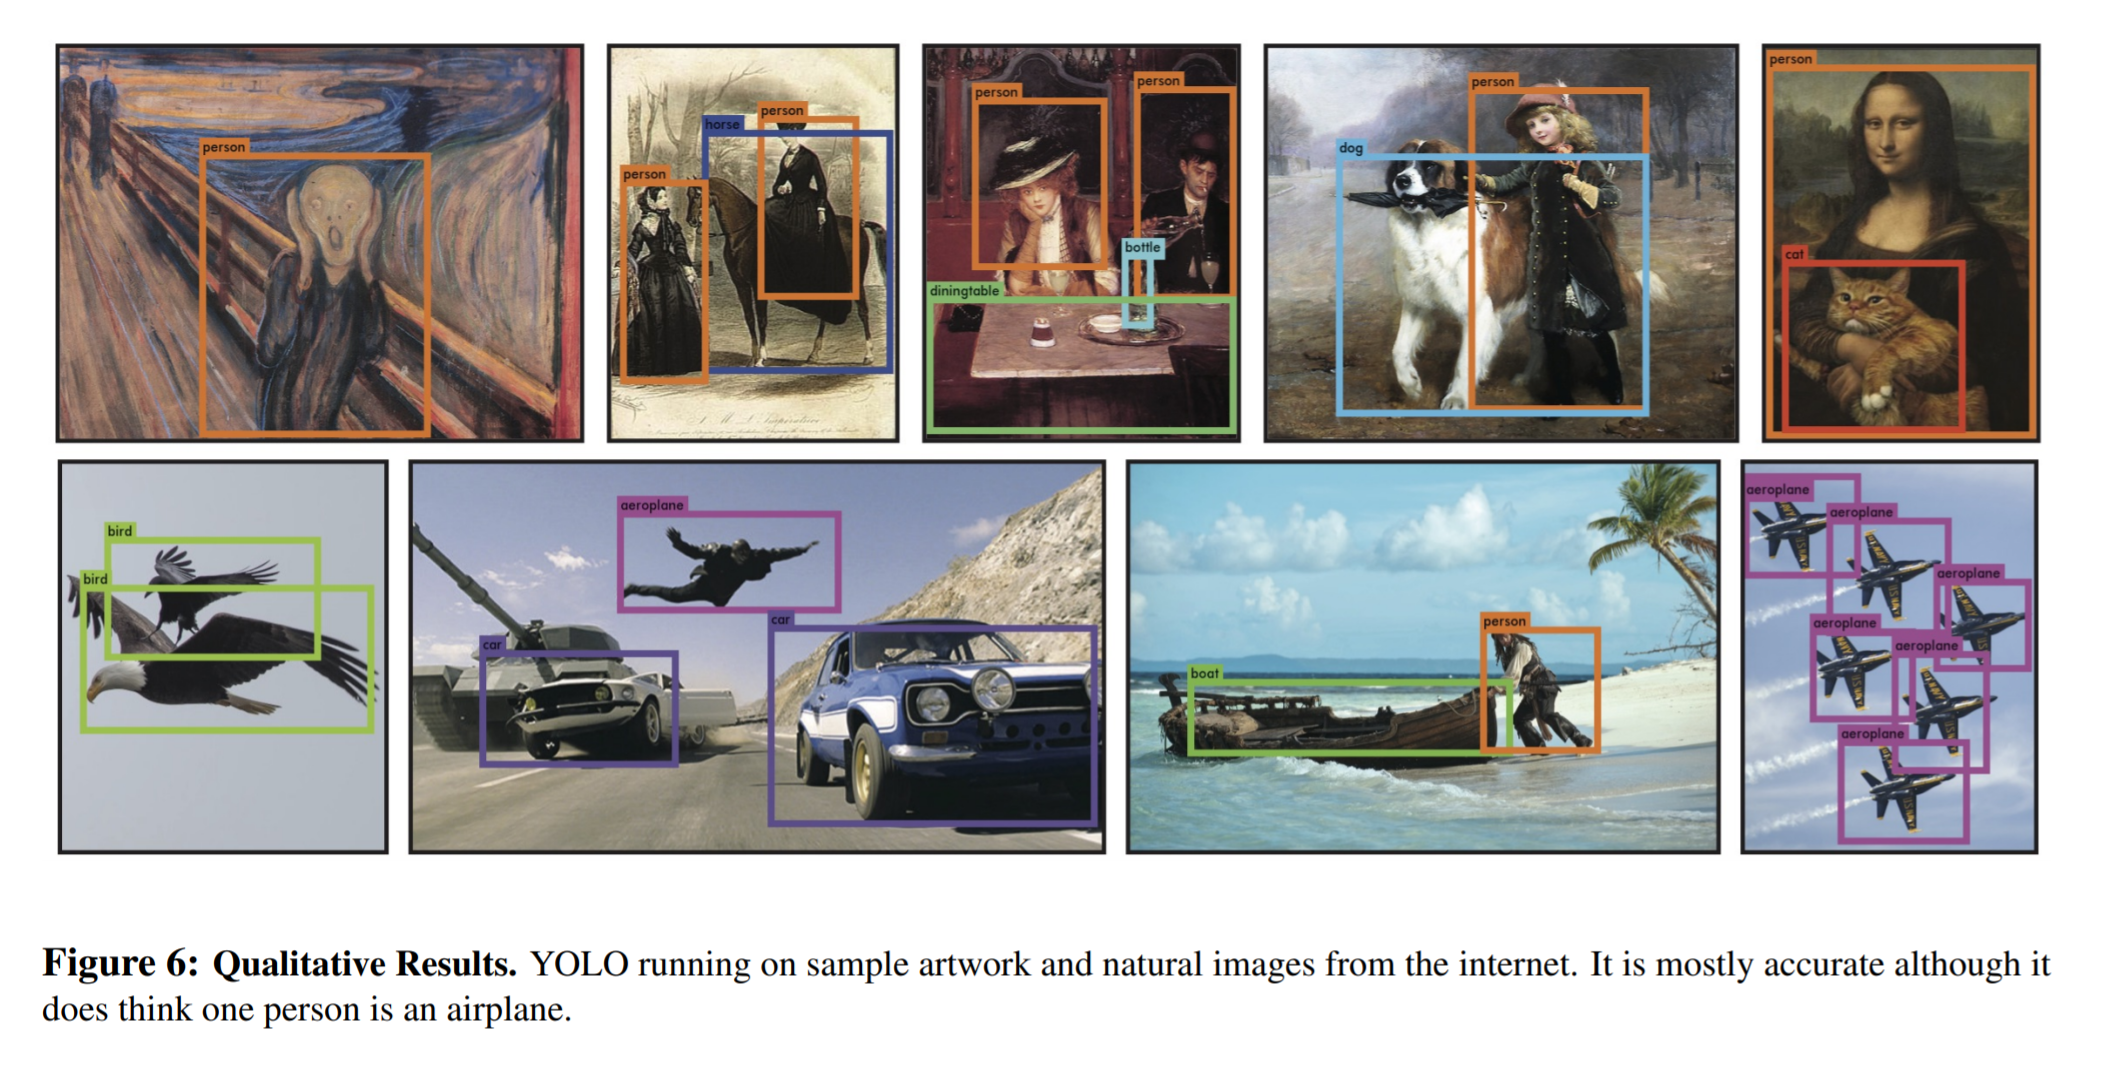 person
person
horse
person
person
person
bottle
diningtable
person
dog
person
cat
bird
bird
aeroplane
car
car
person
boat
aeroplane
aeroplane
aeroplane
aeroplane
aeroplane
aeroplane
Figure 6: Qualitative Results. YOLO running on sample artwork and natural images from the internet. It is mostly accurate although it
does think one person is an airplane.